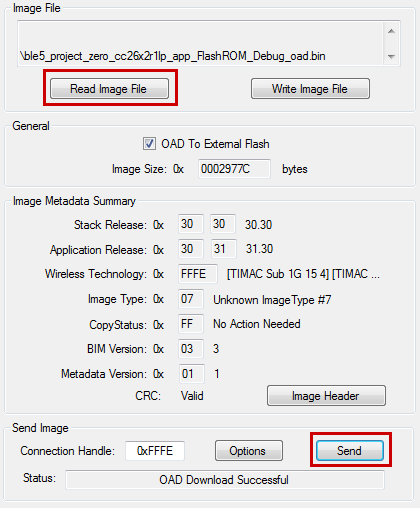 Image File
\ble5_project_zero_cc26x2r1lp_app_FlashROM_Debug_oad.bin
Read Image File Write Image File
General
OAD To External Flash
Image Size: 0x 0002977C bytes
Image Metadata Summary
Stack Release: 0x 30 30 30.30
Application Release: 0x 30 31 31.30
Wireless Technology: 0x FFFE [TIMAC Sub 1G 15 4] [TIMAC ...
Image Type: 0x 07 Unknown ImageType #7
CopyStatus: 0x FF No Action Needed
BIM Version: 0x 03 3
Metadata Version: 0x 01 1
CRC: Valid Image Header
Send Image
Connection Handle: 0xFFFE Options Send
Status: OAD Download Successful